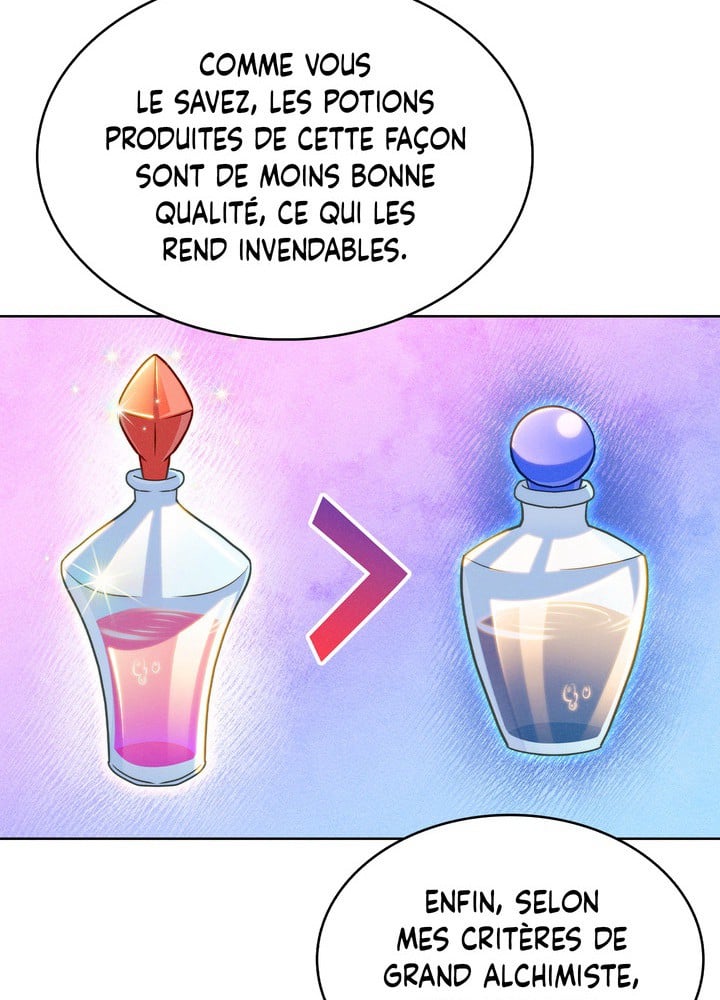 COMME VOUS
LE SAVEZ, LES POTIONS
PRODUITES DE CETTE FAÇON
SONT DE MOINS BONNE
QUALITÉ, CE QUI LES
REND INVENDABLES.
ENFIN, SELON
MES CRITÈRES DE
GRAND ALCHIMISTE,